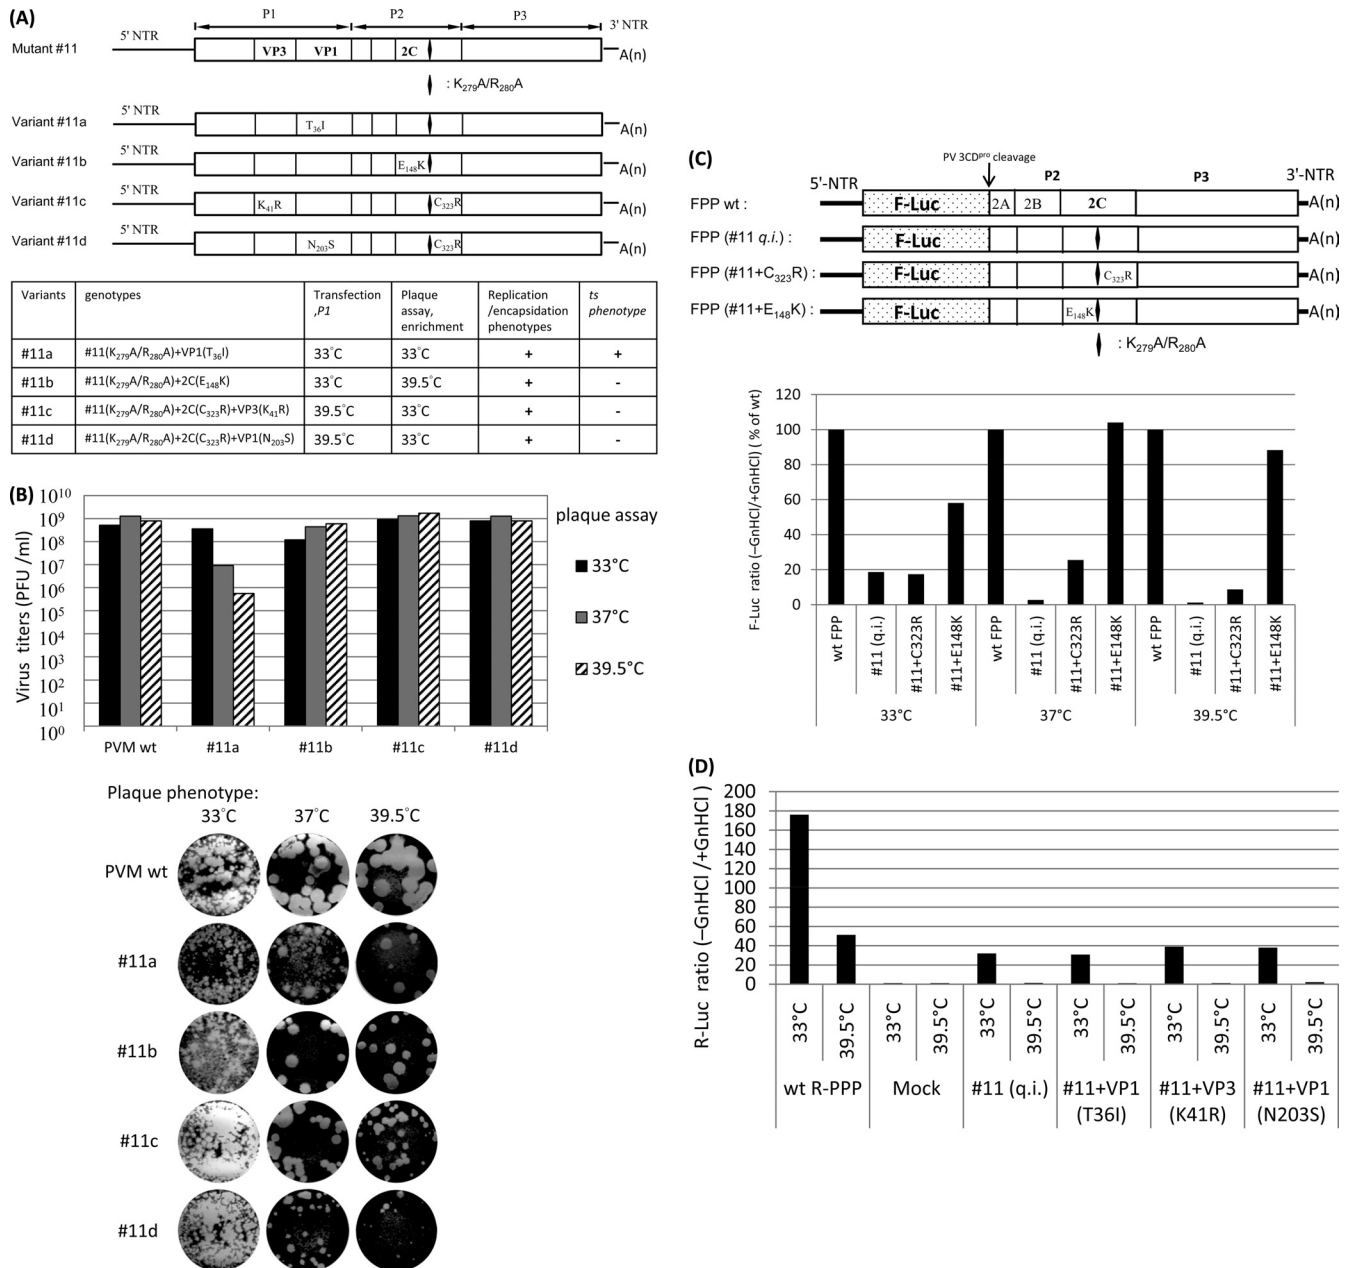 (A)
P1 P2 P3
5' NTR 3' NTR
Mutant #11 VP3 VP1 2C A(n)
: K279A/R280A
5' NTR
Variant #11a T36I A(n)
5' NTR
Variant #11b E148K A(n)
5' NTR
Variant #11c K41R C323R A(n)
5' NTR
Variant #11d N203S C323R A(n)
Variants genotypes Transfection Plaque Replication ts
,P1 assay, /encapsidation phenotype
enrichment phenotypes
#11a #11(K279A/R280A)+VP1(T36I) 33°C 33°C + +
#11b #11(K279A/R280A)+2C(E148K) 33°C 39.5°C + -
#11c #11(K279A/R280A)+2C(C323R)+VP3(K41R) 39.5°C 33°C + -
#11d #11(K279A/R280A)+2C(C323R)+VP1(N203S) 39.5°C 33°C + -
(B)
Virus titers (PFU /ml)
10^10
10^9
10^8
10^7
10^6
10^5
10^4
10^3
10^2
10^1
10^0
PVM wt #11a #11b #11c #11d
plaque assay
33°C
37°C
39.5°C
Plaque phenotype:
33°C 37°C 39.5°C
PVM wt
#11a
#11b
#11c
#11d
(C)
PV 3CDpro cleavage
5'-NTR P2 P3 3'-NTR
FPP wt : F-Luc 2A 2B 2C A(n)
FPP (#11 q.i.) : F-Luc A(n)
FPP (#11+C323R) : F-Luc C323R A(n)
FPP (#11+E148K) : F-Luc E148K A(n)
: K279A/R280A
F-Luc ratio (–GnHCl/+GnHCl) ( % of wt)
120
100
80
60
40
20
0
wt FPP #11 (q.i.) #11+C323R #11+E148K wt FPP #11 (q.i.) #11+C323R #11+E148K wt FPP #11 (q.i.) #11+C323R #11+E148K
33°C 37°C 39.5°C
(D)
R-Luc ratio (–GnHCl /+GnHCl )
200
180
160
140
120
100
80
60
40
20
0
33°C 39.5°C 33°C 39.5°C 33°C 39.5°C 33°C 39.5°C 33°C 39.5°C 33°C 39.5°C
wt R-PPP Mock #11 (q.i.) #11+VP1 #11+VP3 #11+VP1
(T36I) (K41R) (N203S)